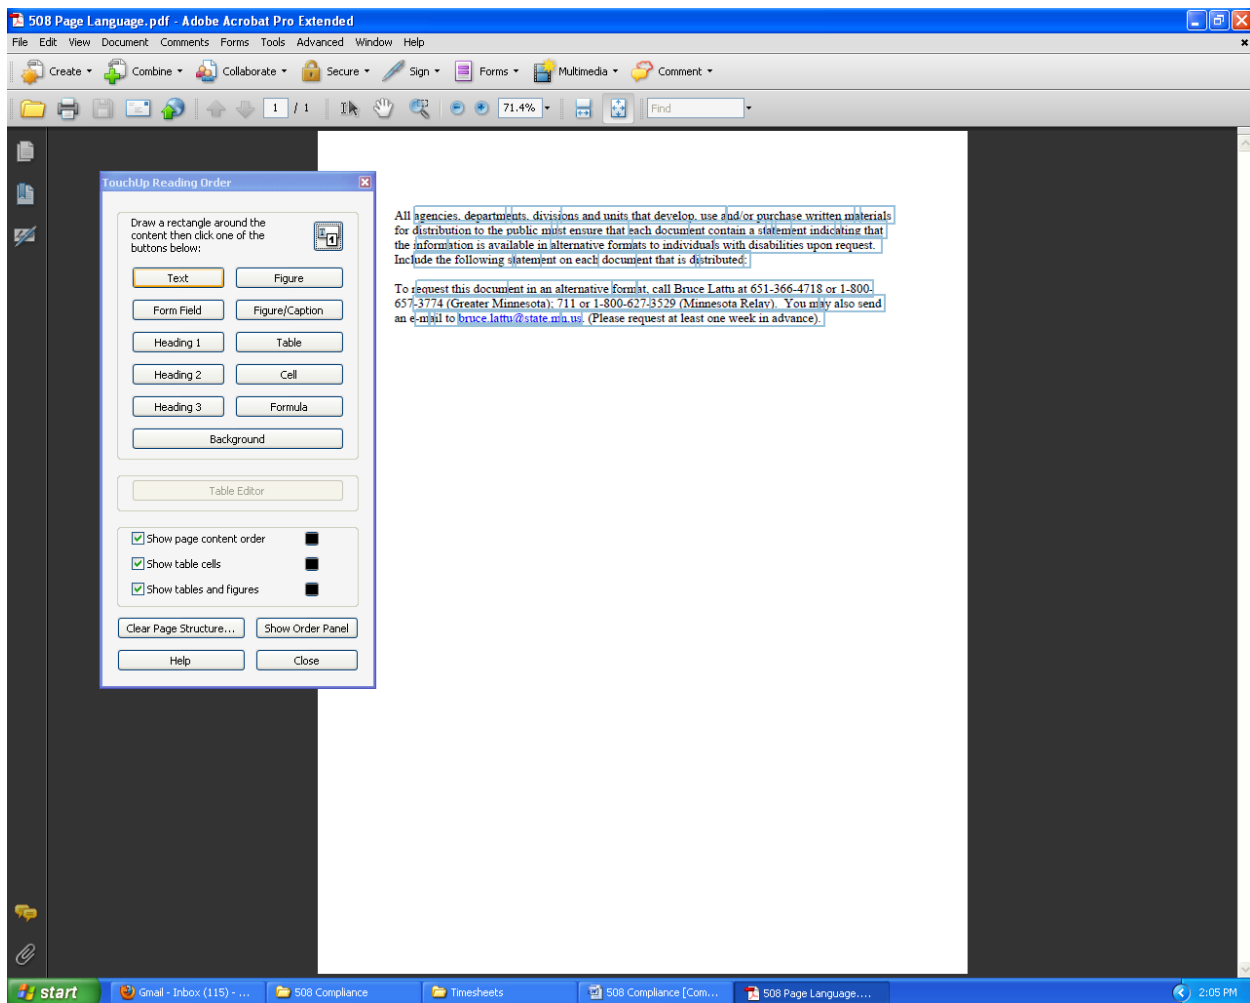 508 Page Language.pdf - Adobe Acrobat Pro Extended
File Edit View Document Comments Forms Tools Advanced Window Help
Create Combine Collaborate Secure Sign Forms Multimedia Comment
1 / 1 71.4% Find
TouchUp Reading Order
Draw a rectangle around the
content then click one of the
buttons below:
Text Figure
Form Field Figure/Caption
Heading 1 Table
Heading 2 Cell
Heading 3 Formula
Background
Table Editor
Show page content order
Show table cells
Show tables and figures
Clear Page Structure... Show Order Panel
Help Close
All agencies, departments, divisions and units that develop, use and/or purchase written materials
for distribution to the public must ensure that each document contain a statement indicating that
the information is available in alternative formats to individuals with disabilities upon request.
Include the following statement on each document that is distributed:
To request this document in an alternative format, call Bruce Lattu at 651-366-4718 or 1-800-
657-3774 (Greater Minnesota); 711 or 1-800-627-3529 (Minnesota Relay). You may also send
an e-mail to bruce.lattu@state.mn.us. (Please request at least one week in advance).
start Gmail - Inbox (115) - ... 508 Compliance Timesheets 508 Compliance [Com... 508 Page Language.... 2:05 PM